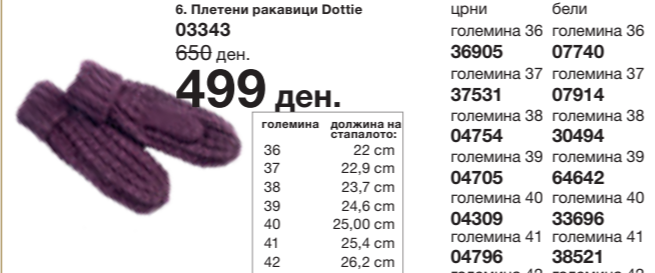 6. Плетени ракавици Dottie
03343
650 ден.
499 ден.
големина должина на стапалото:
36 22 cm
37 22,9 cm
38 23,7 cm
39 24,6 cm
40 25,00 cm
41 25,4 cm
42 26,2 cm
црни бели
големина 36 големина 36
36905 07740
големина 37 големина 37
37531 07914
големина 38 големина 38
04754 30494
големина 39 големина 39
04705 64642
големина 40 големина 40
04309 33696
големина 41 големина 41
04796 38521